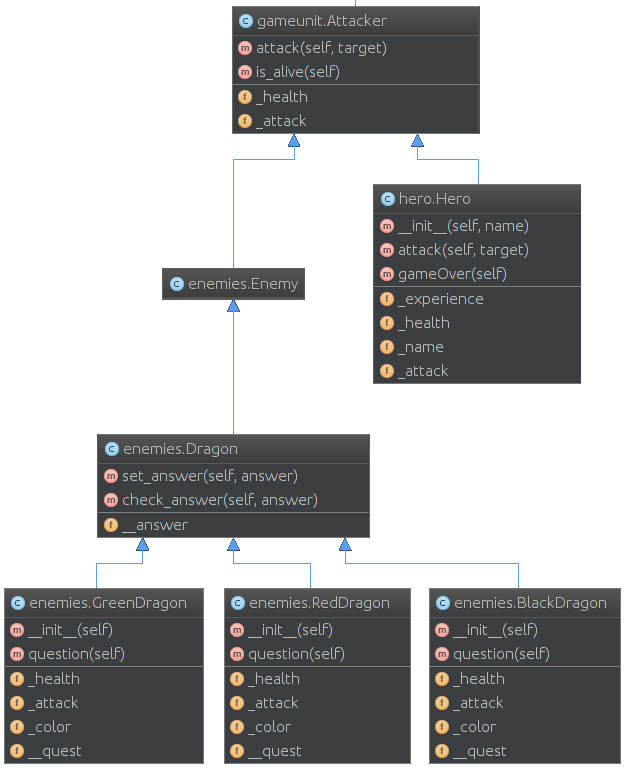 C gameunit.Attacker
m attack(self, target)
m is_alive(self)
f _health
f _attack
C hero.Hero
m __init__(self, name)
m attack(self, target)
m gameOver(self)
f _experience
f _health
f _name
f _attack
C enemies.Enemy
C enemies.Dragon
m set_answer(self, answer)
m check_answer(self, answer)
f __answer
C enemies.GreenDragon
m __init__(self)
m question(self)
f _health
f _attack
f _color
f __quest
C enemies.RedDragon
m __init__(self)
m question(self)
f _health
f _attack
f _color
f __quest
C enemies.BlackDragon
m __init__(self)
m question(self)
f _health
f _attack
f _color
f __quest